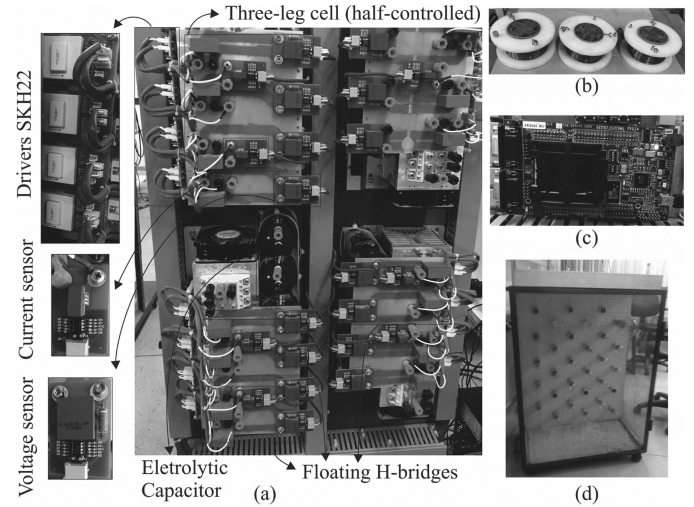 Three-leg cell (half-controlled)
Drivers SKH22
Current sensor
Voltage sensor
Eletrolytic
Capacitor
(a)
Floating H-bridges
(b)
(c)
(d)